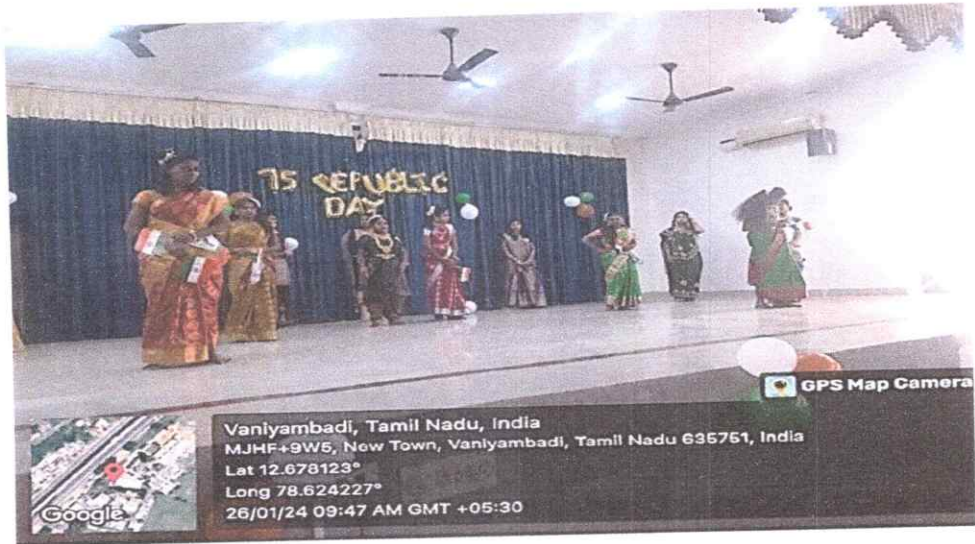 75 REPUBLIC
DAY
GPS Map Camera
Vaniyambadi, Tamil Nadu, India
MJHF+9W5, New Town, Vaniyambadi, Tamil Nadu 635751, India
Lat 12.678123°
Long 78.624227°
26/01/24 09:47 AM GMT +05:30
Google